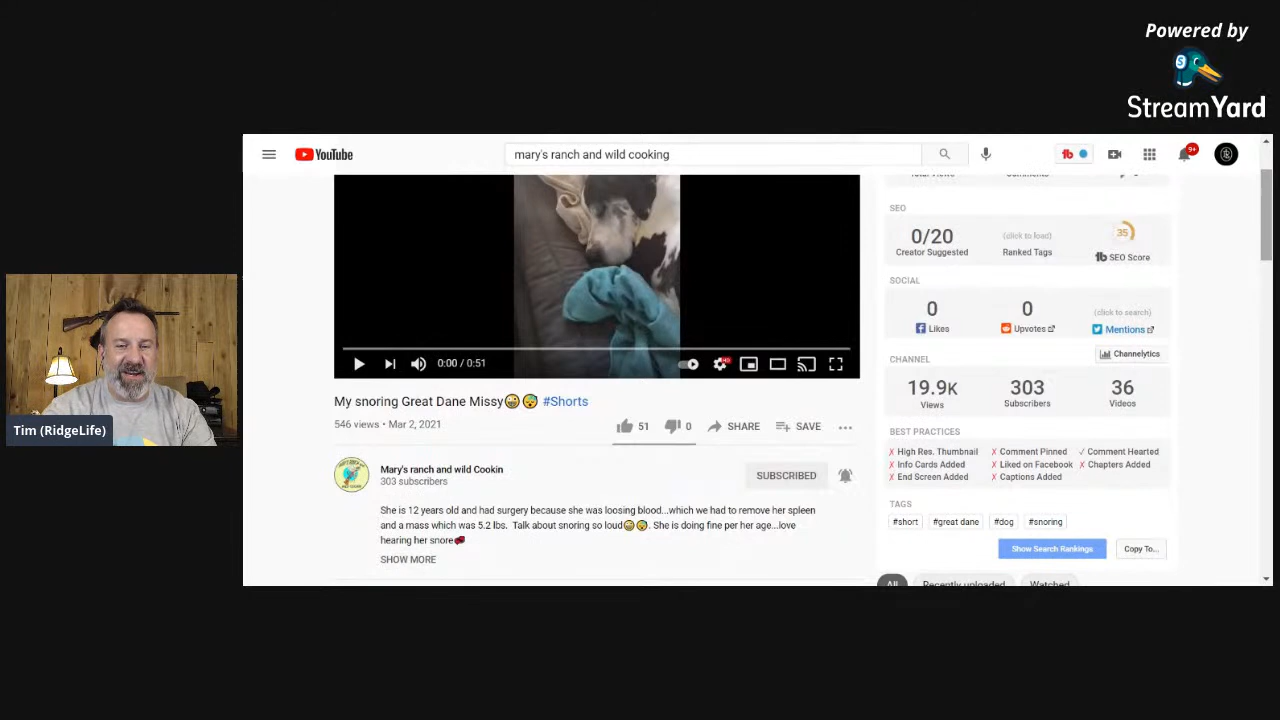 Powered by
StreamYard
YouTube
mary's ranch and wild cooking
9+
SEO
0/20
Creator Suggested
(click to load)
Ranked Tags
35
tb SEO Score
SOCIAL
0
Likes
0
Upvotes
(click to search)
Mentions
Channelytics
CHANNEL
19.9K
Views
303
Subscribers
36
Videos
BEST PRACTICES
✗ High Res. Thumbnail ✗ Comment Pinned ✓ Comment Hearted
✗ Info Cards Added ✗ Liked on Facebook ✗ Chapters Added
✗ End Screen Added ✗ Captions Added
TAGS
#short #great dane #dog #snoring
Show Search Rankings Copy To...
All Recently uploaded Watched
0:00 / 0:51
My snoring Great Dane Missy😀😴 #Shorts
546 views • Mar 2, 2021
51 0 SHARE SAVE
Mary's ranch and wild Cookin
303 subscribers
SUBSCRIBED
She is 12 years old and had surgery because she was loosing blood...which we had to remove her spleen
and a mass which was 5.2 lbs. Talk about snoring so loud😀😴. She is doing fine per her age...love
hearing her snore
SHOW MORE
Tim (RidgeLife)